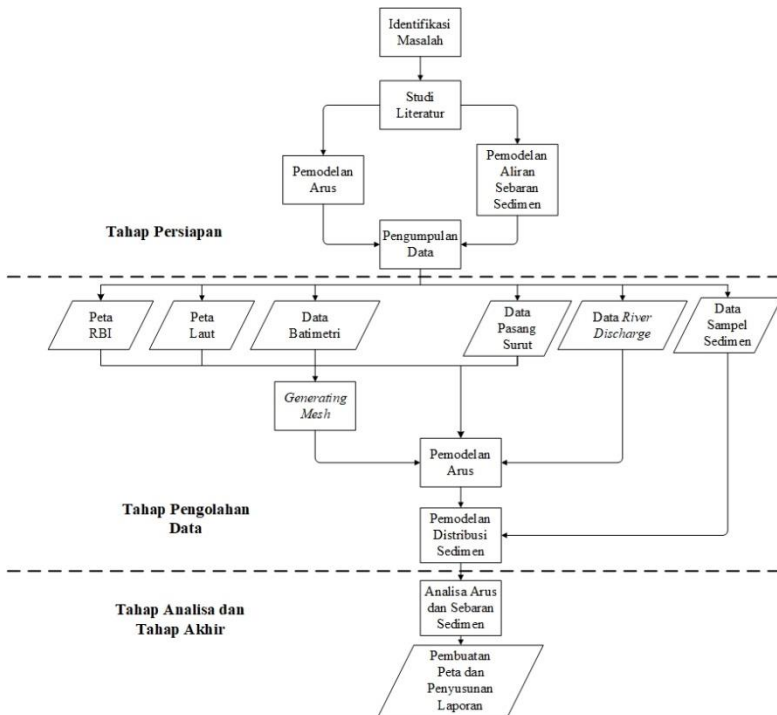 Identifikasi
Masalah
Studi
Literatur
Pemodelan
Arus
Pemodelan
Aliran
Sebaran
Sedimen
Tahap Persiapan
Pengumpulan
Data
Peta
RBI
Peta
Laut
Data
Batimetri
Data
Pasang
Surut
Data River
Discharge
Data
Sampel
Sedimen
Generating
Mesh
Pemodelan
Arus
Tahap Pengolahan
Data
Pemodelan
Distribusi
Sedimen
Tahap Analisa dan
Tahap Akhir
Analisa Arus
dan Sebaran
Sedimen
Pembuatan
Peta dan
Penyusunan
Laporan